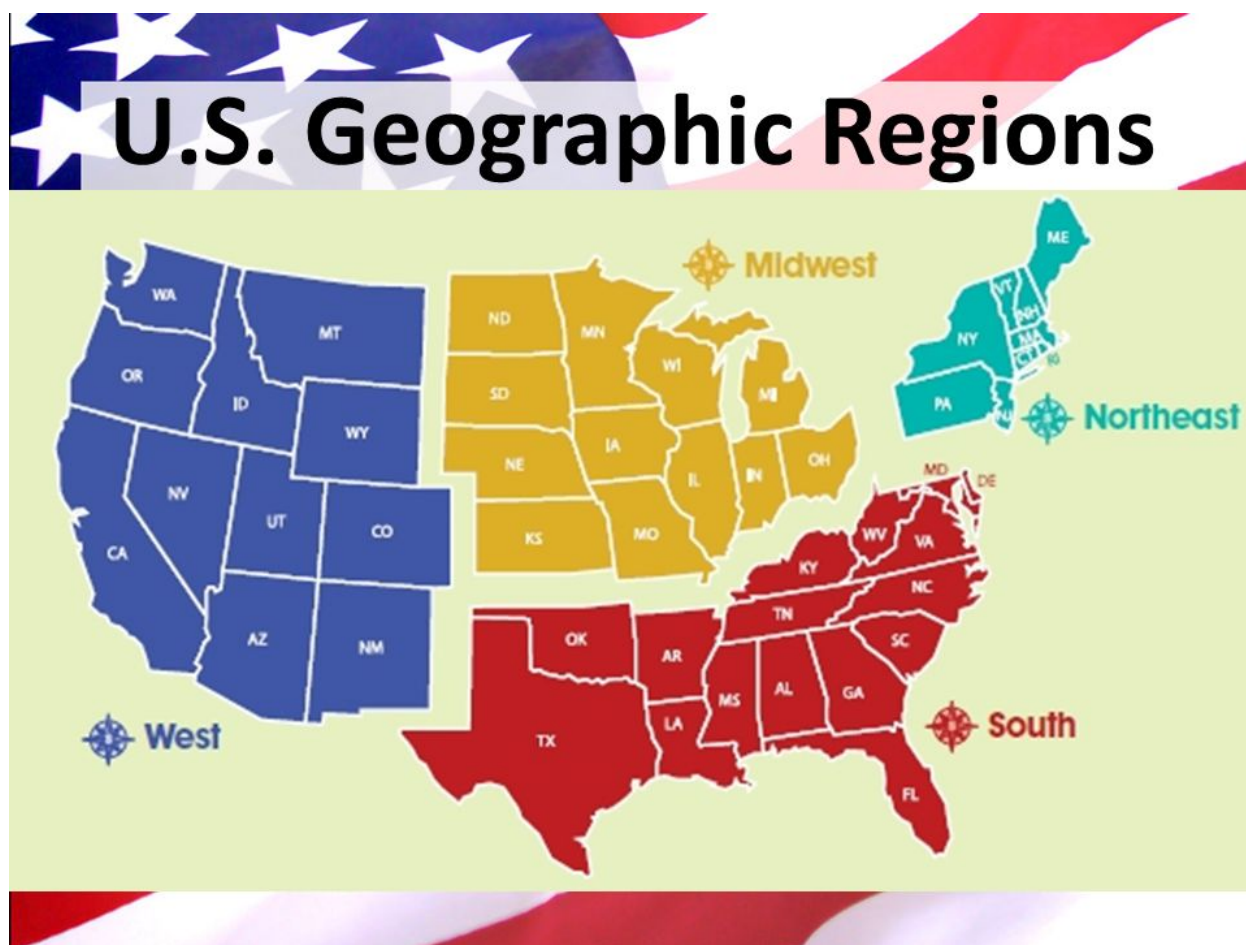 U.S. Geographic Regions
Midwest
ME
WA
VT
NH
MT
ND
MN
NY
MA
OR
WI
CT
RI
ID
SD
MI
PA
NJ
Northeast
WY
IA
NE
OH
NV
IL
IN
MD
DE
UT
CO
KS
MO
CA
WV
VA
KY
NC
TN
AZ
NM
OK
AR
SC
MS
AL
GA
LA
West
TX
South
FL